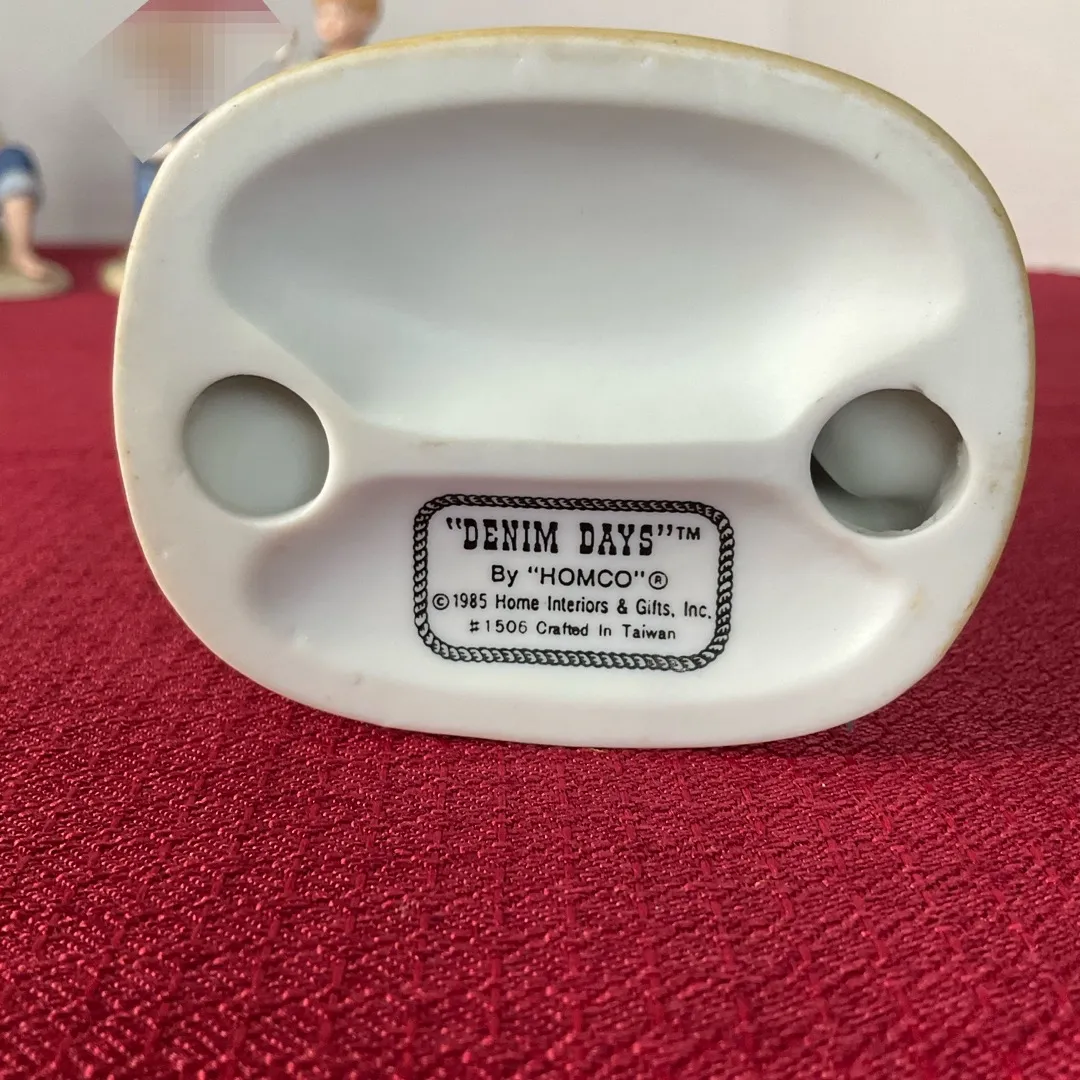 "DENIM DAYS"™
By "HOMCO"®
©1985 Home Interiors & Gifts, Inc.
#1506 Crafted In Taiwan